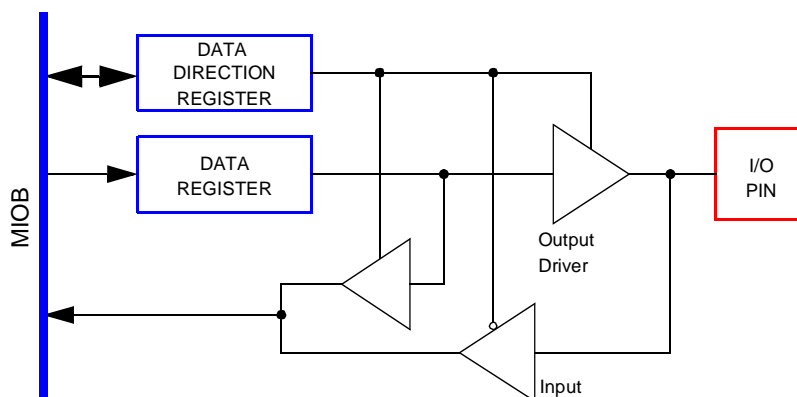 DATA
DIRECTION
REGISTER
DATA
REGISTER
I/O
PIN
MIOB
Output
Driver
Input